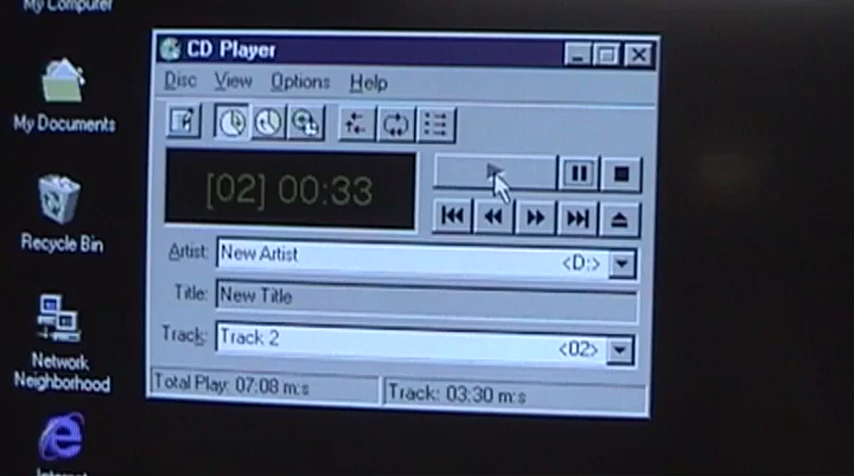 My Computer
CD Player
Disc View Options Help
My Documents
[02] 00:33
Recycle Bin
Artist: New Artist <D:>
Title: New Title
Track: Track 2 <02>
Network
Neighborhood
Total Play: 07:08 m:s Track: 03:30 m:s
Internet